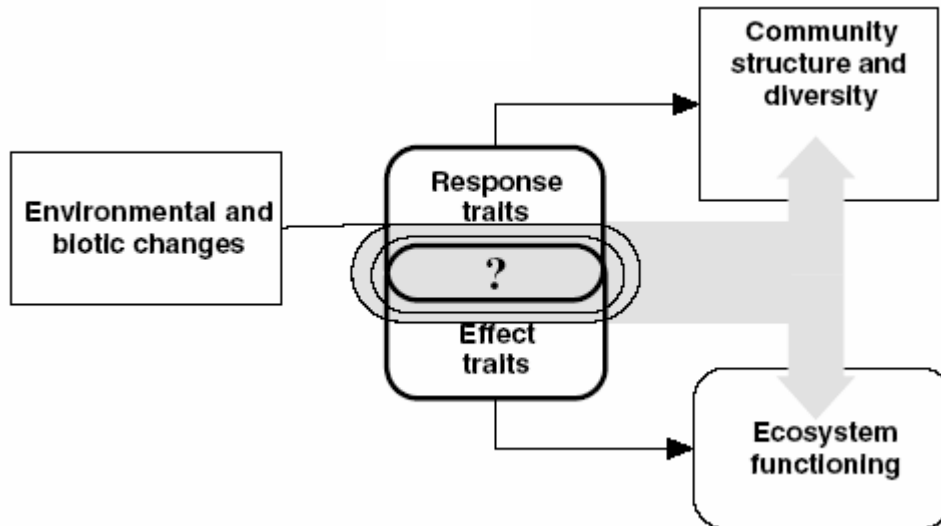 Community
structure and
diversity
Environmental and
biotic changes
Response
traits
?
Effect
traits
Ecosystem
functioning